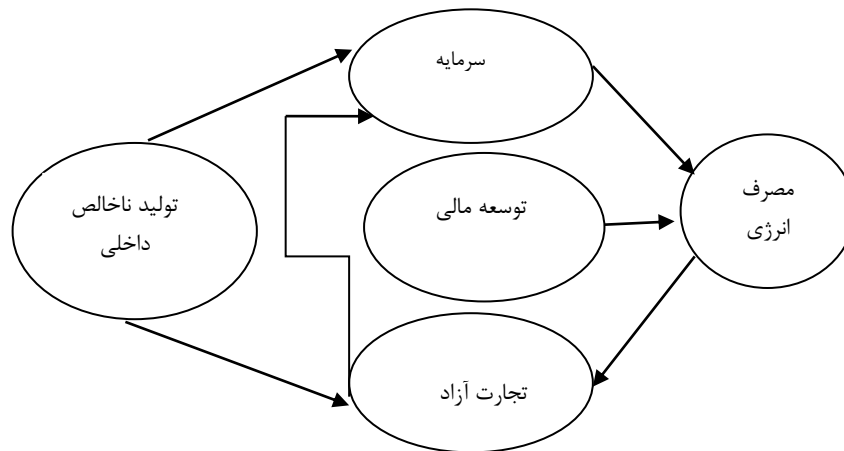 سرمایه
تولید ناخالص
داخلی
توسعه مالی
مصرف
انرژی
تجارت آزاد